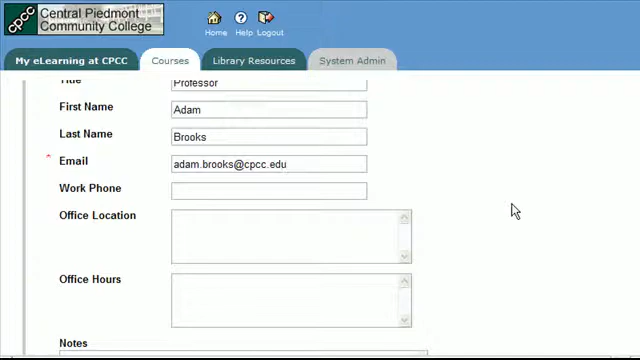 cpcc
Central Piedmont
Community College
Home Help Logout
My eLearning at CPCC Courses Library Resources System Admin
Title Professor
First Name Adam
Last Name Brooks
* Email adam.brooks@cpcc.edu
Work Phone
Office Location
Office Hours
Notes